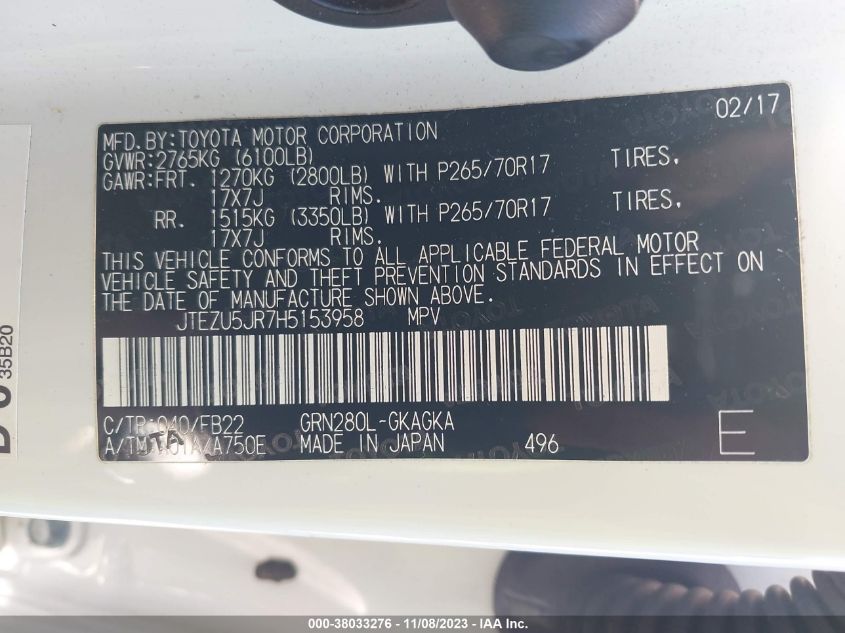 02/17
MFD.BY:TOYOTA MOTOR CORPORATION
GVWR:2765KG (6100LB)
GAWR:FRT. 1270KG (2800LB) WITH P265/70R17 TIRES,
17X7J RIMS.
RR. 1515KG (3350LB) WITH P265/70R17 TIRES,
17X7J RIMS.
THIS VEHICLE CONFORMS TO ALL APPLICABLE FEDERAL MOTOR
VEHICLE SAFETY AND THEFT PREVENTION STANDARDS IN EFFECT ON
THE DATE OF MANUFACTURE SHOWN ABOVE.
JTEZU5JR7H5153958 MPV
C/TR:040/FB22 GRN280L-GKAGKA
A/TM: /A750E MADE IN JAPAN 496
E
35B20
000-38033276 - 11/08/2023 - IAA Inc.